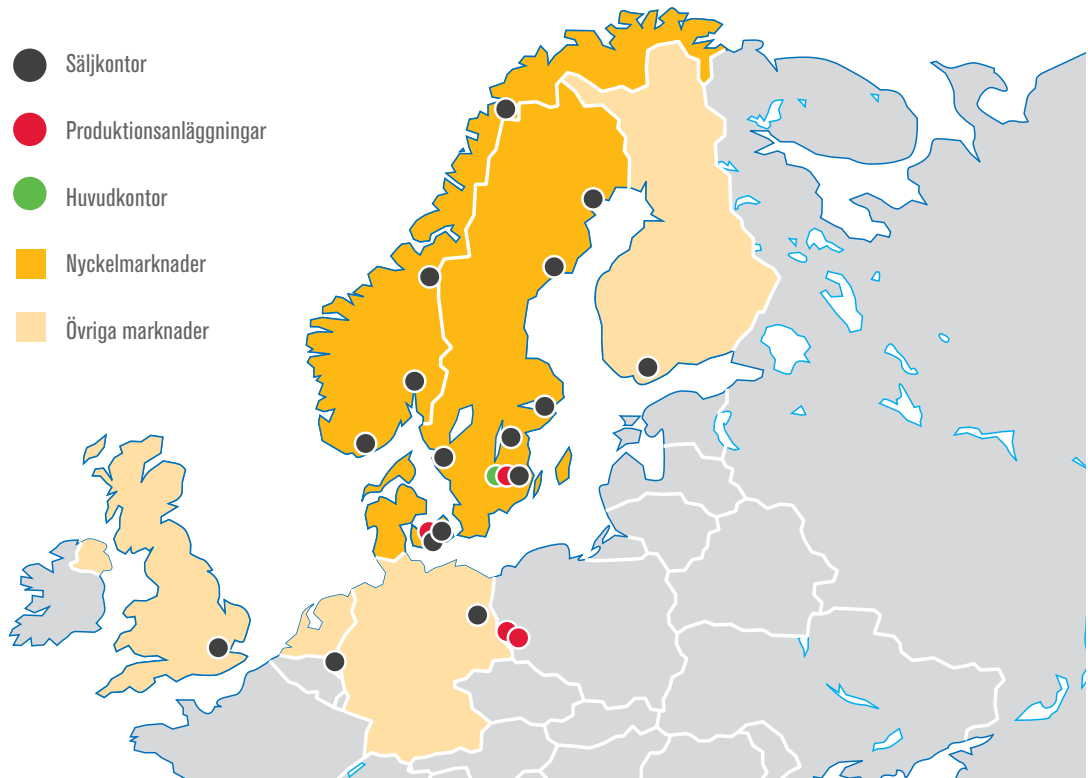 Säljkontor
Produktionsanläggningar
Huvudkontor
Nyckelmarknader
Övriga marknader